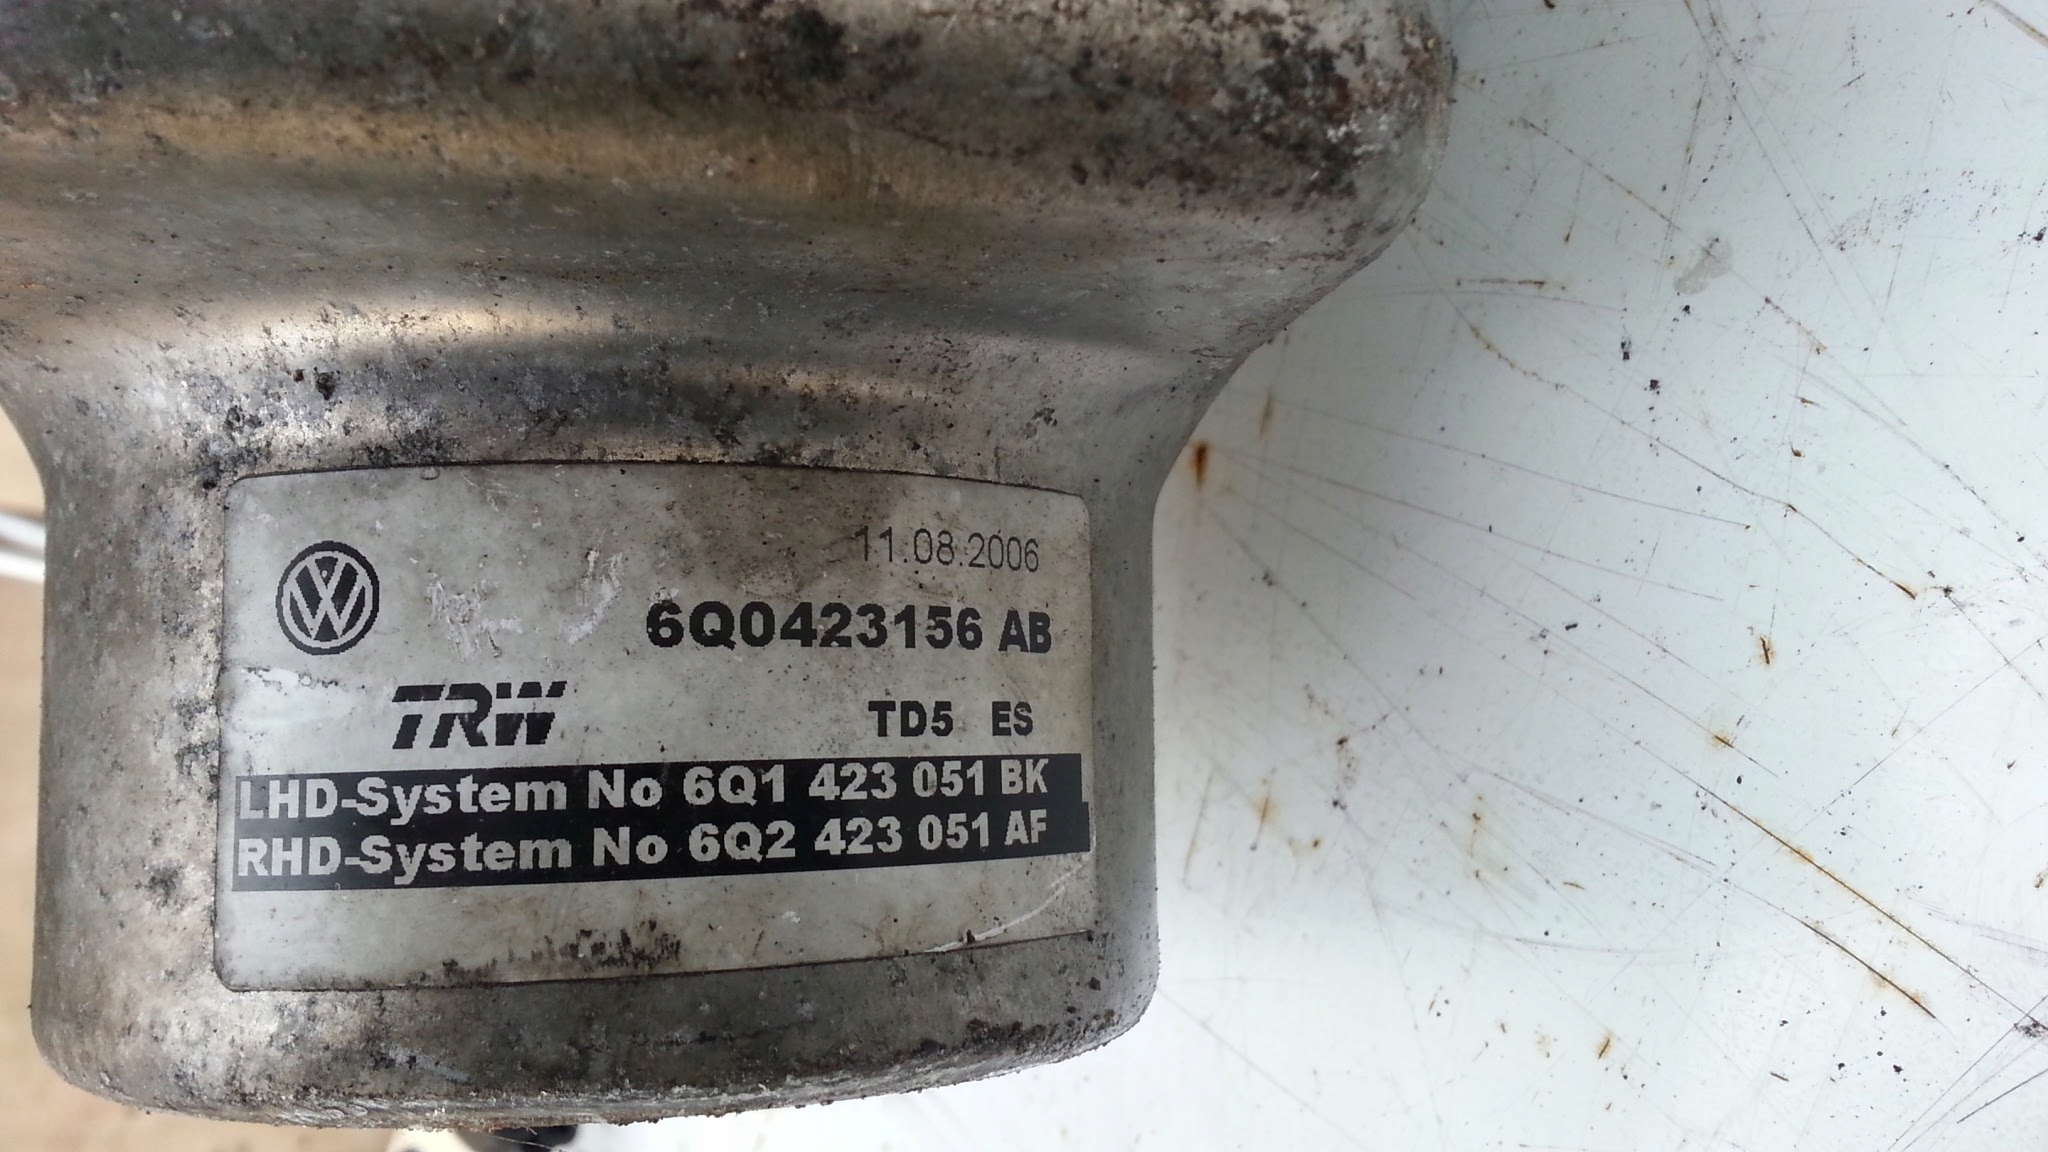 11.08.2006
6Q0423156 AB
TRW
TD5 ES
LHD-System No 6Q1 423 051 BK
RHD-System No 6Q2 423 051 AF